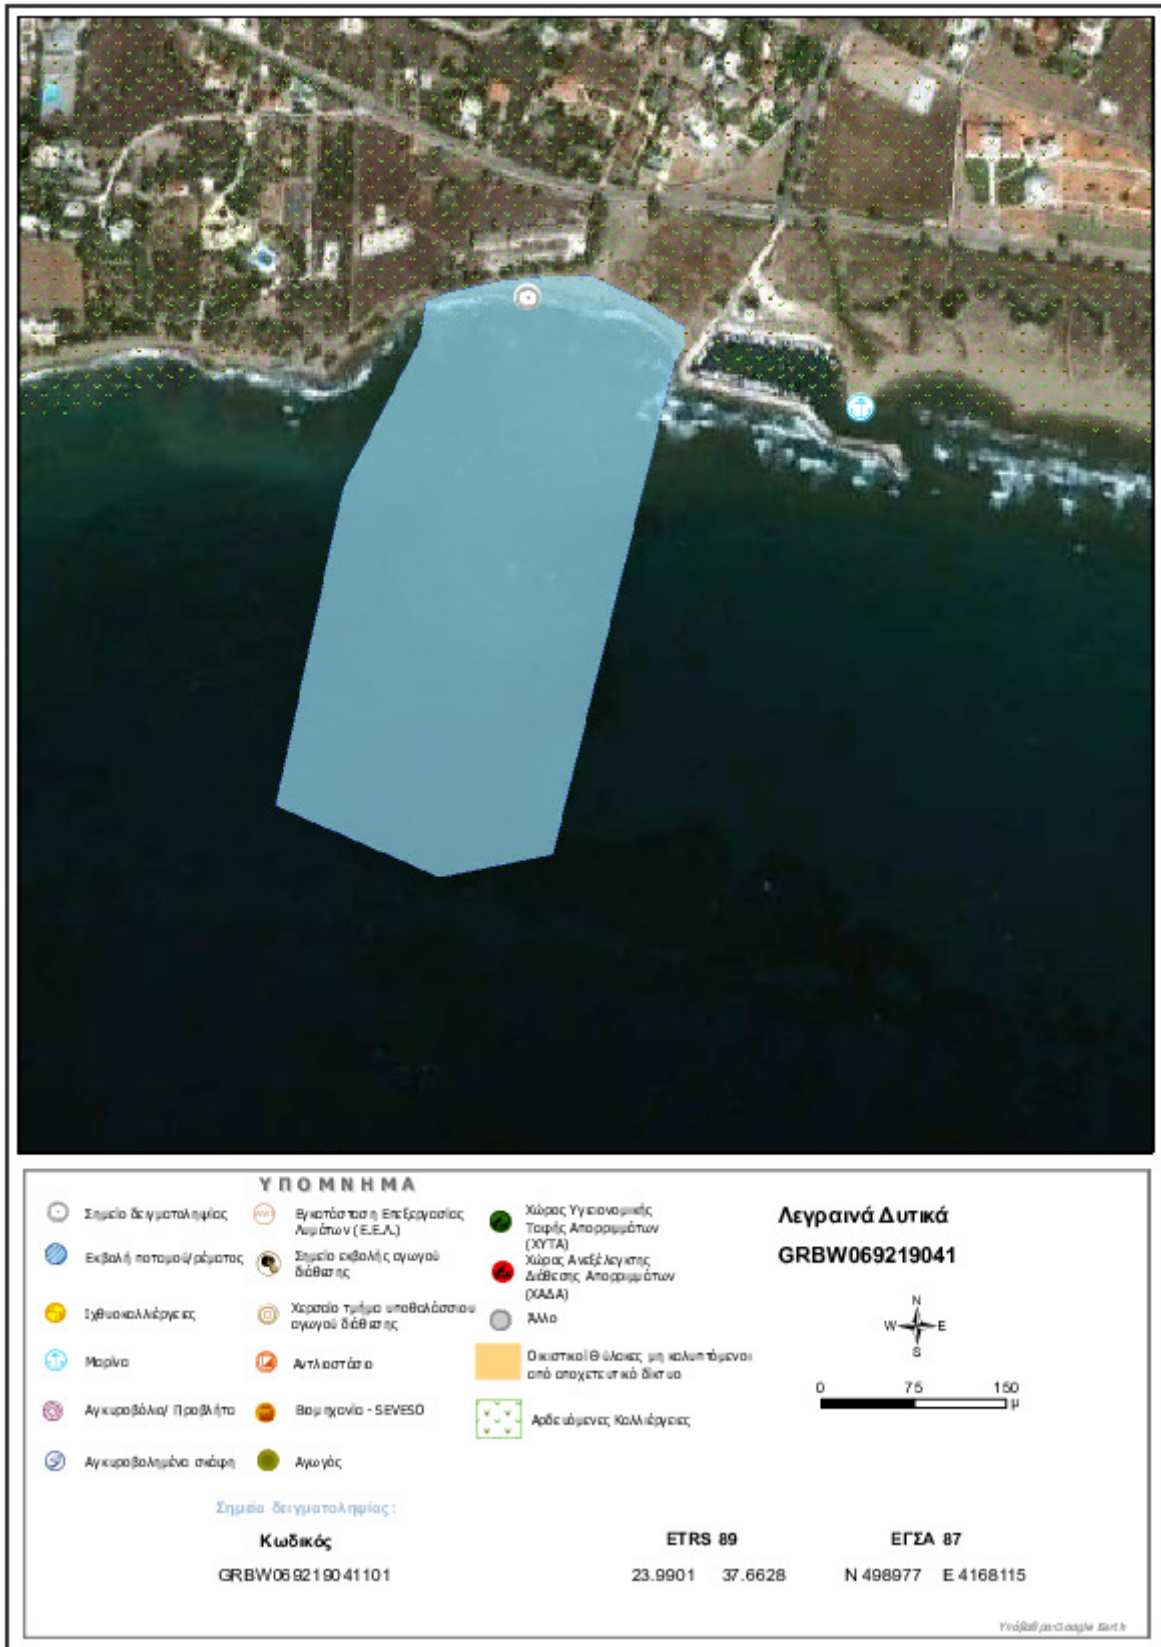 ΥΠΟΜΝΗΜΑ
Σημείο δειγματοληψίας
Εκβολή ποταμού/ρέματος
Ιχθυοκαλλιέργειες
Μαρίνα
Αγκυροβόλιο/ Προβλήτα
Αγκυροβολημένα σκάφη
Εγκατάσταση Επεξεργασίας
Λυμάτων (Ε.Ε.Λ.)
Σημείο εκβολής αγωγού
διάθεσης
Χερσαίο τμήμα υποθαλάσσιου
αγωγού διάθεσης
Αντλιοστάσιο
Βιομηχανία - SEVESO
Αγωγός
Χώρος Υγειονομικής
Ταφής Απορριμμάτων
(ΧΥΤΑ)
Χώρος Ανεξέλεγκτης
Διάθεσης Απορριμμάτων
(ΧΑΔΑ)
Άλλο
Οικιστικοί Θύλακες μη καλυπτόμενοι
από αποχετευτικό δίκτυο
Αρδευόμενες Καλλιέργειες
Λεγραινά Δυτικά
GRBW069219041
N
W E
S
0 75 150
μ
Σημεία δειγματοληψίας :
Κωδικός ETRS 89 ΕΓΣΑ 87
GRBW069219041101 23.9901 37.6628 N 498977 E 4168115
Υπόβαθρο:Google Earth